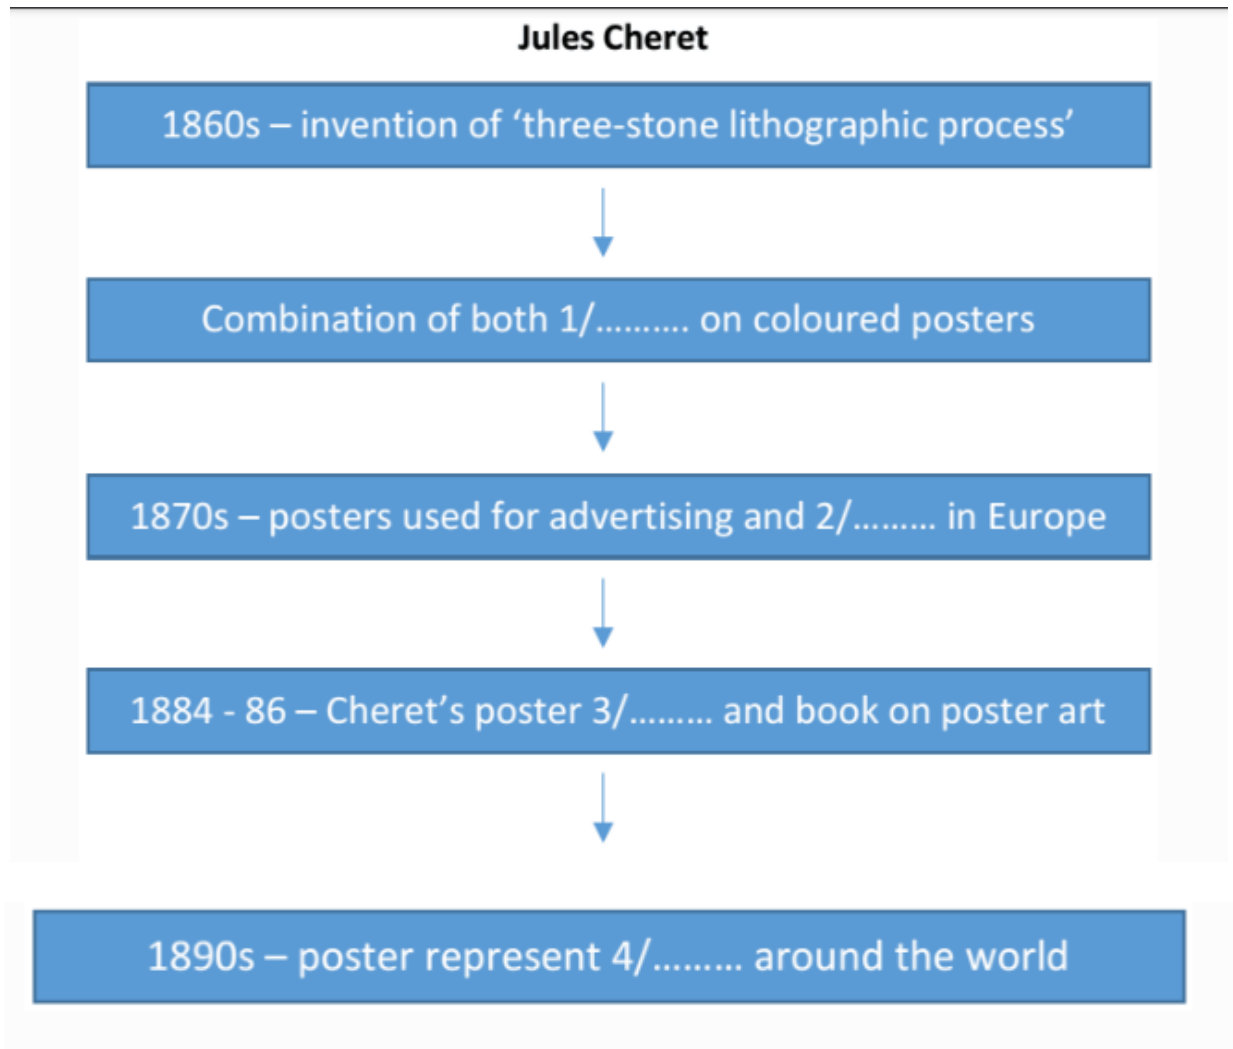 Jules Cheret
1860s – invention of ‘three-stone lithographic process’
Combination of both 1/………. on coloured posters
1870s – posters used for advertising and 2/……… in Europe
1884 - 86 – Cheret’s poster 3/……… and book on poster art
1890s – poster represent 4/……… around the world